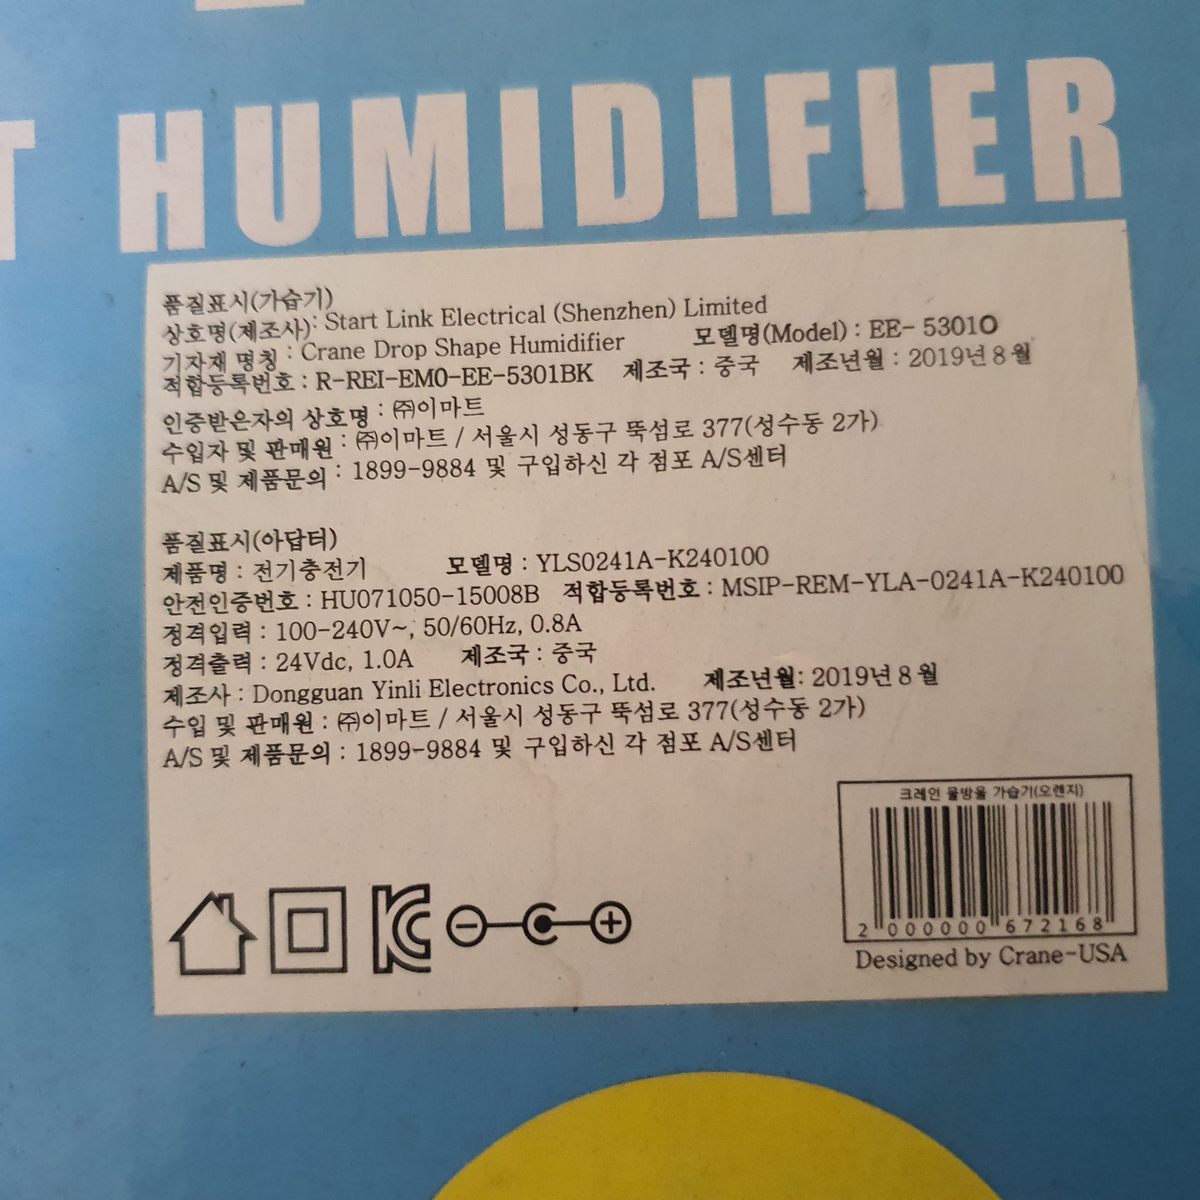 T HUMIDIFIER
품질표시(가습기)
상호명(제조사): Start Link Electrical (Shenzhen) Limited
기자재 명칭 : Crane Drop Shape Humidifier 모델명(Model) : EE- 5301O
적합등록번호 : R-REI-EM0-EE-5301BK 제조국 : 중국 제조년월 : 2019년 8월
인증받은자의 상호명 : ㈜이마트
수입자 및 판매원 : ㈜이마트 / 서울시 성동구 뚝섬로 377(성수동 2가)
A/S 및 제품문의 : 1899-9884 및 구입하신 각 점포 A/S센터
품질표시(아답터)
제품명 : 전기충전기 모델명 : YLS0241A-K240100
안전인증번호 : HU071050-15008B 적합등록번호 : MSIP-REM-YLA-0241A-K240100
정격입력 : 100-240V~, 50/60Hz, 0.8A
정격출력 : 24Vdc, 1.0A 제조국 : 중국
제조사 : Dongguan Yinli Electronics Co., Ltd. 제조년월: 2019년 8월
수입 및 판매원 : ㈜이마트 / 서울시 성동구 뚝섬로 377(성수동 2가)
A/S 및 제품문의 : 1899-9884 및 구입하신 각 점포 A/S센터
크레인 물방울 가습기(오렌지)
2 000000 672168
Designed by Crane-USA